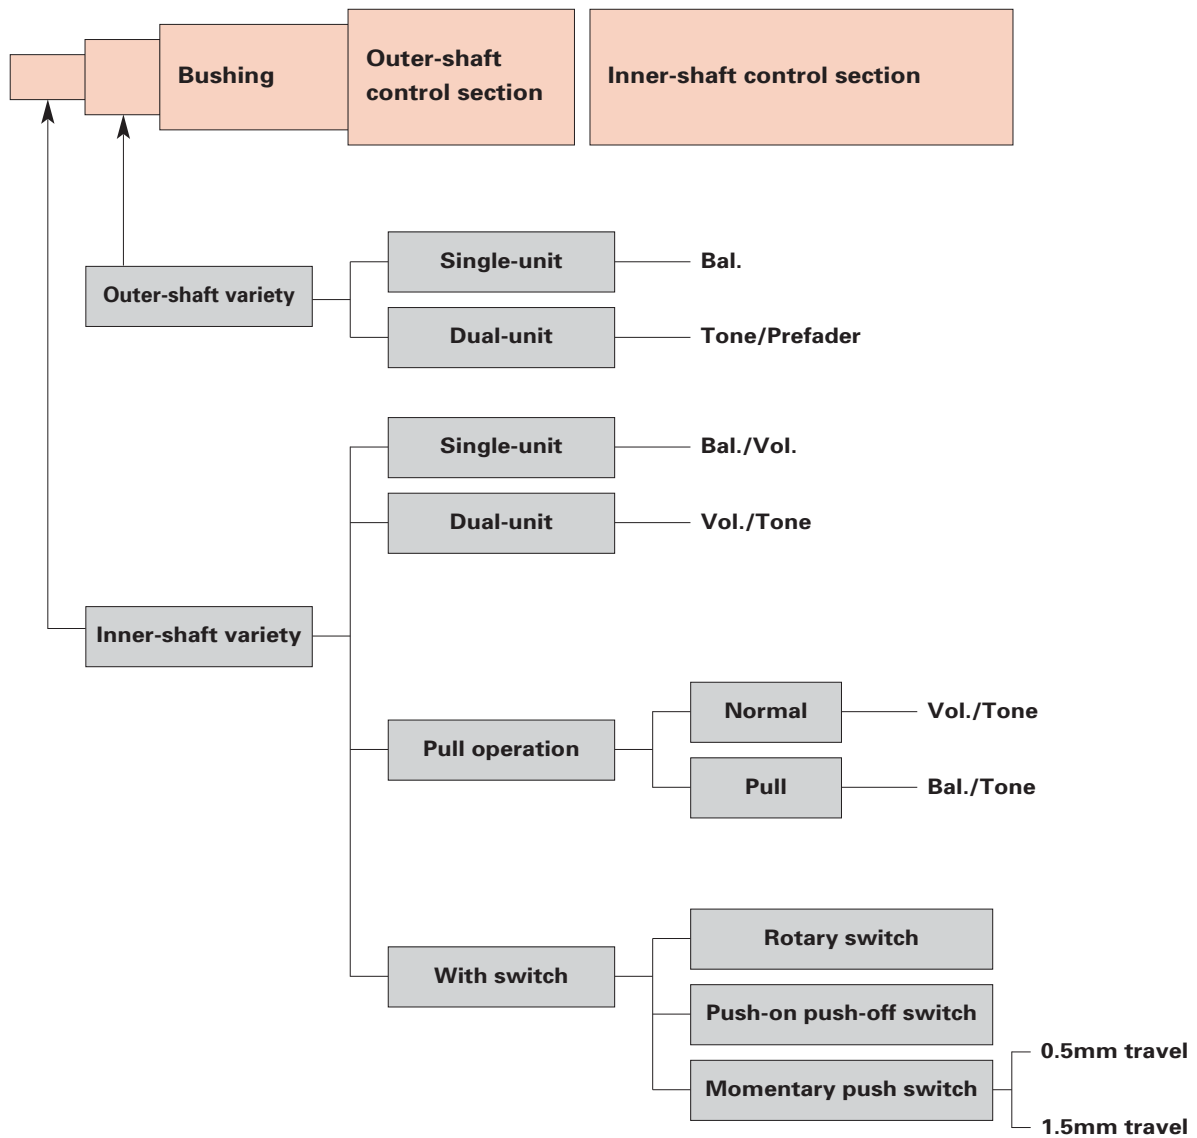 Bushing
Outer-shaft
control section
Inner-shaft control section
Outer-shaft variety
Single-unit
Bal.
Dual-unit
Tone/Prefader
Inner-shaft variety
Single-unit
Bal./Vol.
Dual-unit
Vol./Tone
Pull operation
Normal
Vol./Tone
Pull
Bal./Tone
With switch
Rotary switch
Push-on push-off switch
Momentary push switch
0.5mm travel
1.5mm travel